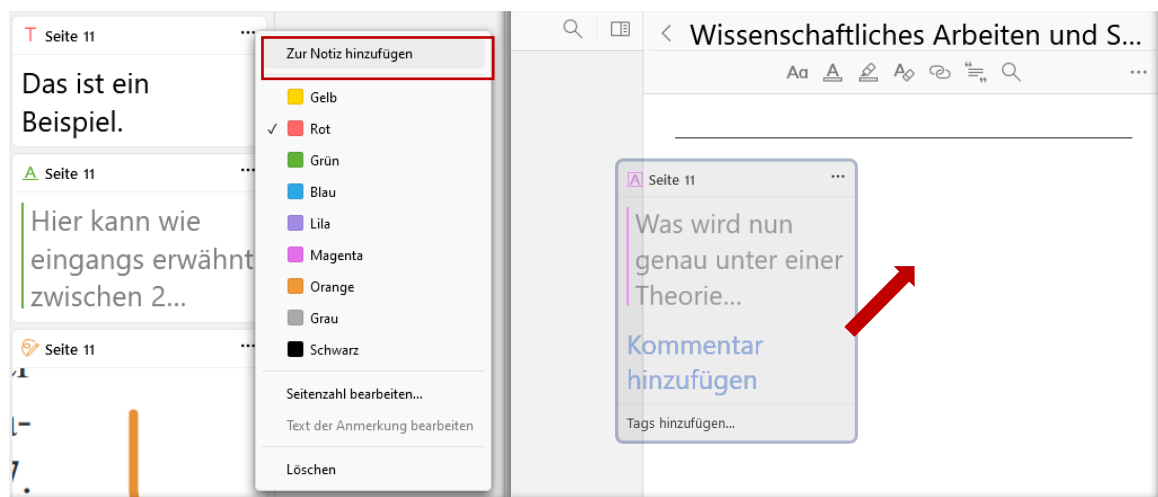 Seite 11
Das ist ein
Beispiel.
Seite 11
Hier kann wie
eingangs erwähnt
zwischen 2...
Seite 11
Zur Notiz hinzufügen
Gelb
Rot
Grün
Blau
Lila
Magenta
Orange
Grau
Schwarz
Seitenzahl bearbeiten...
Text der Anmerkung bearbeiten
Löschen
Wissenschaftliches Arbeiten und S...
Seite 11
Was wird nun
genau unter einer
Theorie...
Kommentar
hinzufügen
Tags hinzufügen...